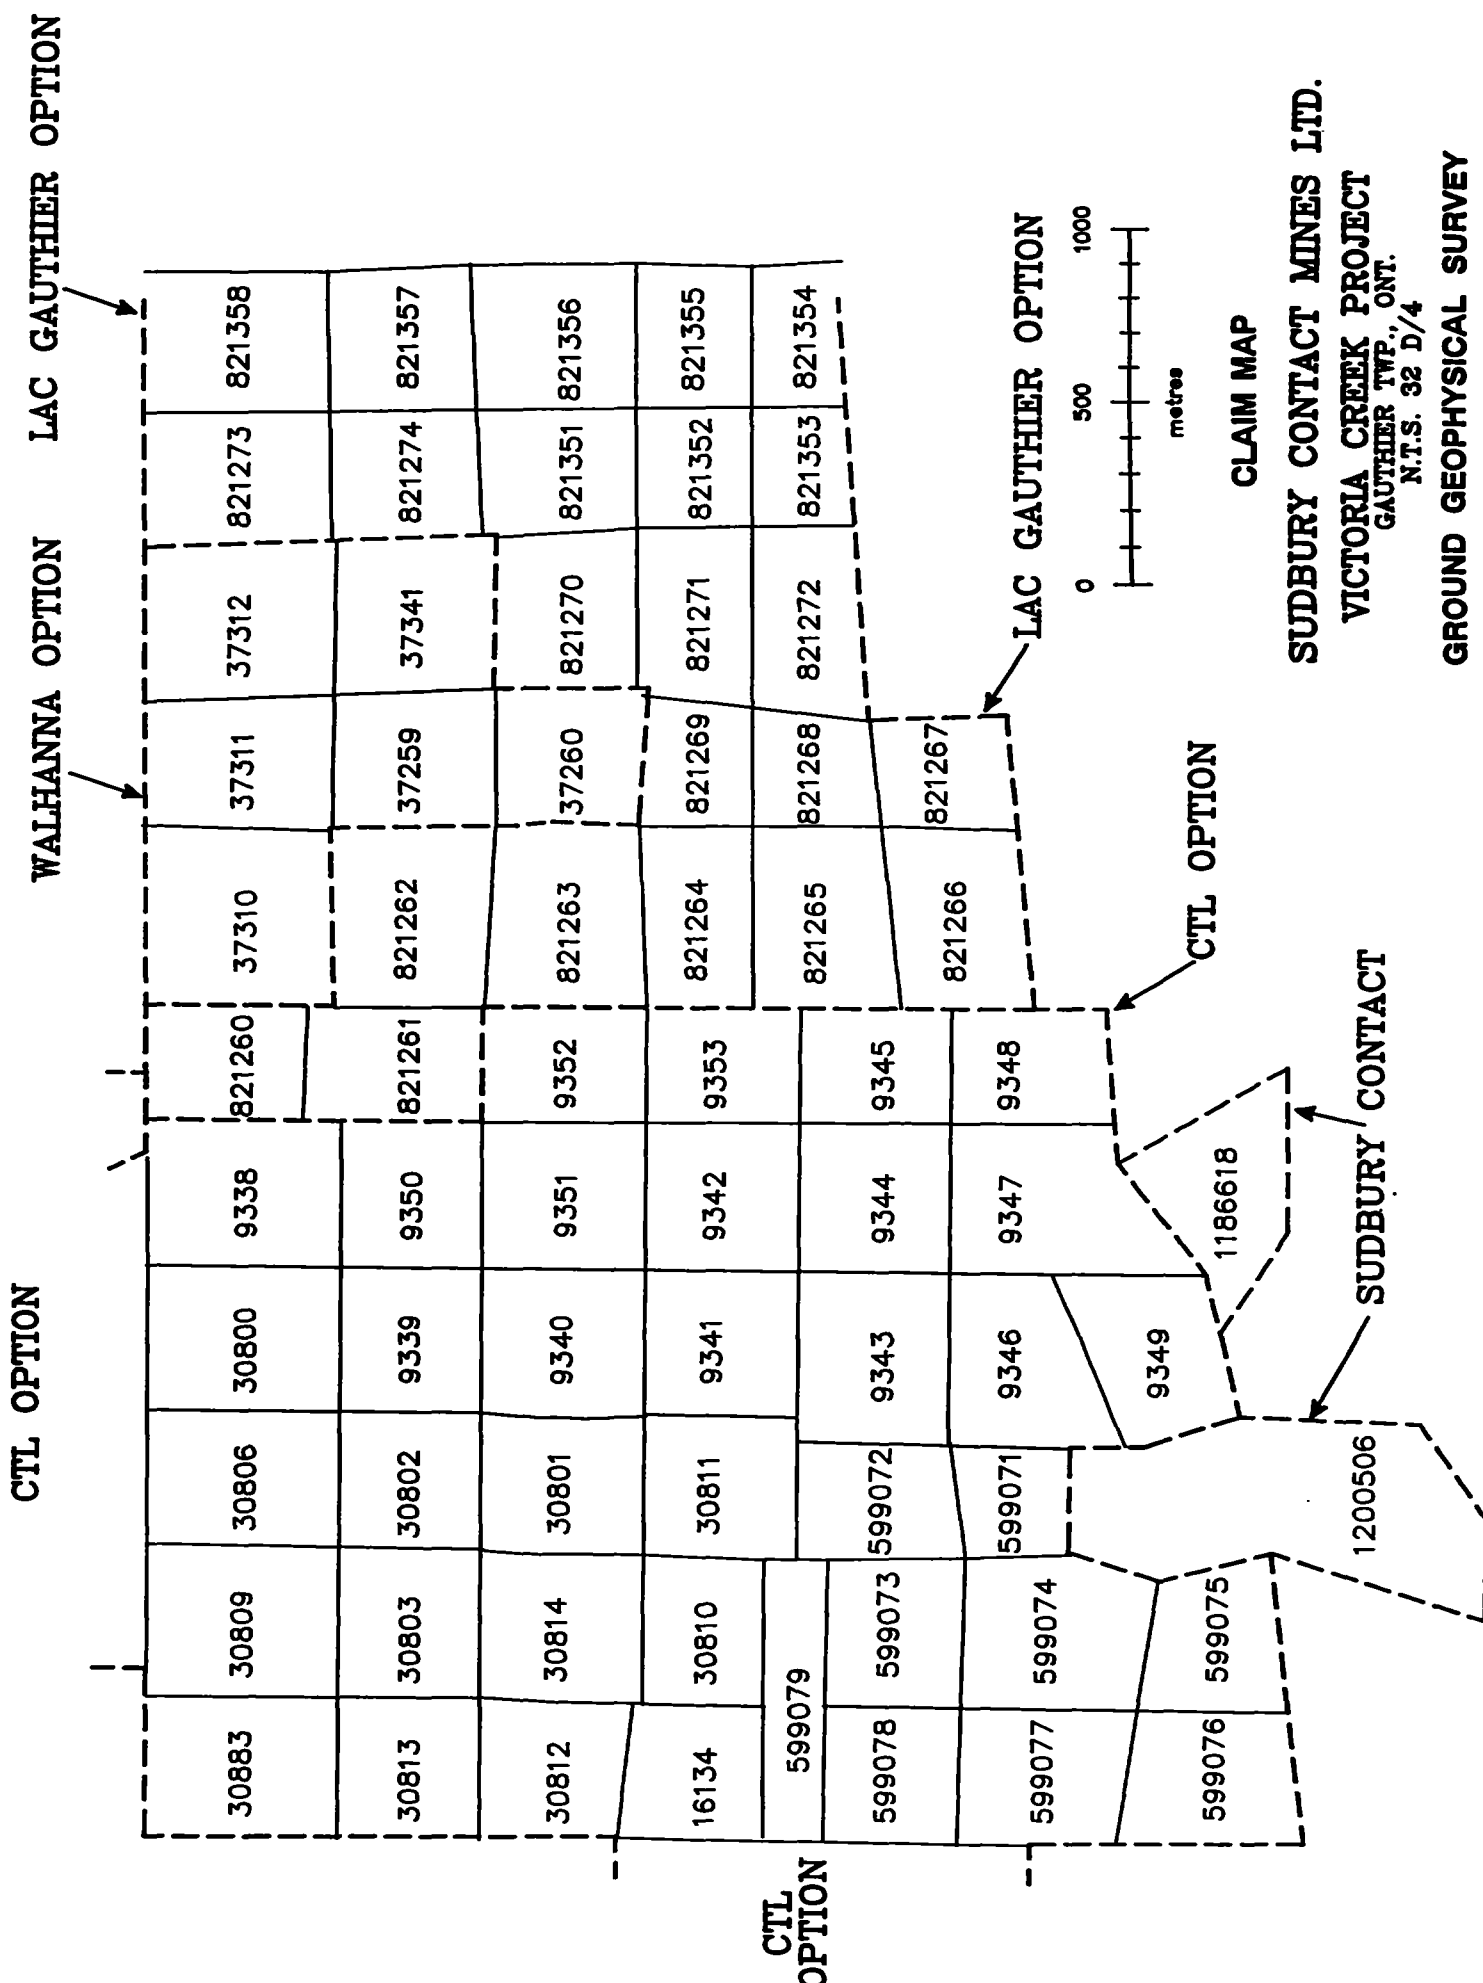 CTL OPTION
WALHANNA OPTION
LAC GAUTHIER OPTION
30883 30809 30806 30800 9338 821260 37310 37311 37312 821273 821358
30813 30803 30802 9339 9350 821261 821262 37259 37341 821274 821357
30812 30814 30801 9340 9351 9352 821263 37260 821270 821351 821356
16134 30810 30811 9341 9342 9353 821264 821269 821271 821352 821355
CTL
OPTION
599079
599078 599073 599072 9343 9344 9345 821265 821268 821272 821353 821354
599077 599074 599071 9346 9347 9348 821266 821267
599076 599075 9349 1186618
1200506
LAC GAUTHIER OPTION
CTL OPTION
SUDBURY CONTACT
0 500 1000
metres
CLAIM MAP
SUDBURY CONTACT MINES LTD.
VICTORIA CREEK PROJECT
GAUTHIER TWP., ONT.
N.T.S. 32 D/4
GROUND GEOPHYSICAL SURVEY